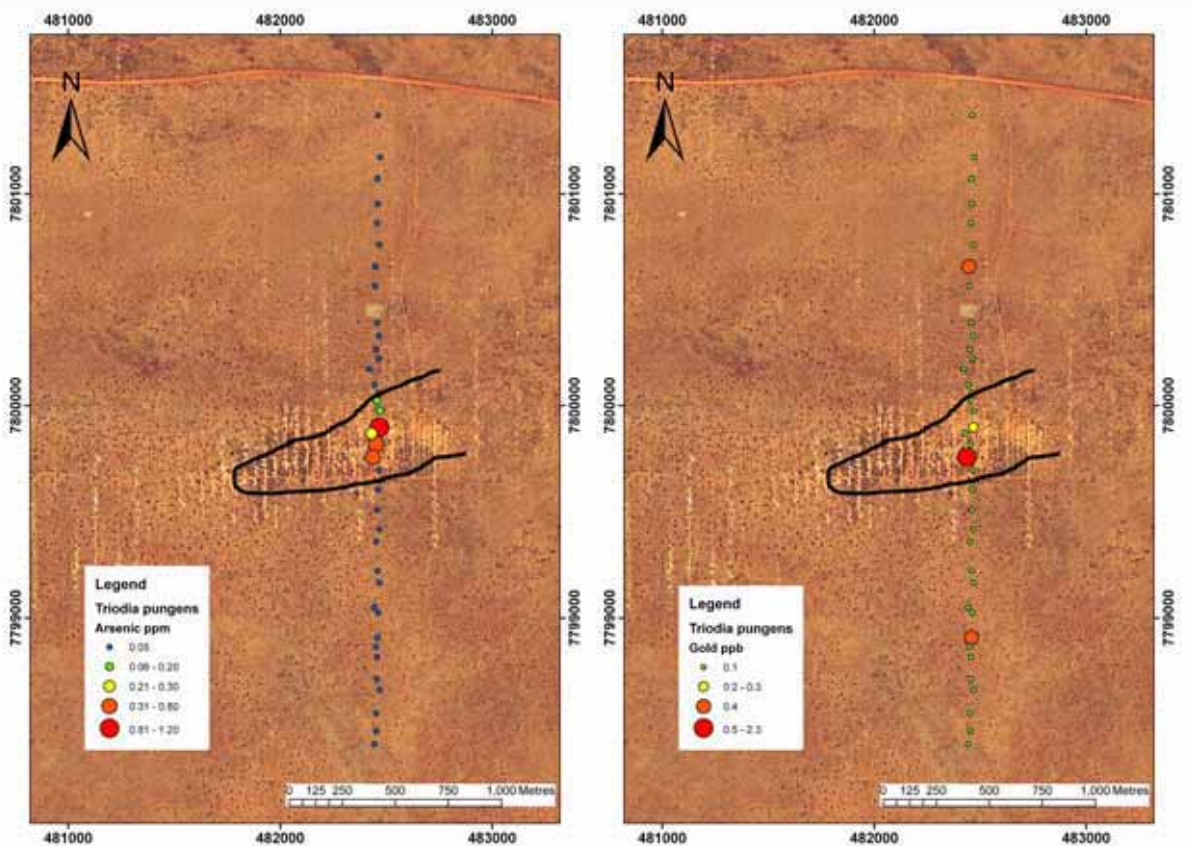 481000 482000 483000
N
7801000 7801000
7800000 7800000
7799000 7799000
Legend
Triodia pungens
Arsenic ppm
0.05
0.06 - 0.20
0.21 - 0.30
0.31 - 0.80
0.81 - 1.20
0 125 250 500 750 1,000 Metres
481000 482000 483000
481000 482000 483000
N
7801000 7801000
7800000 7800000
7799000 7799000
Legend
Triodia pungens
Gold ppb
0.1
0.2 - 0.3
0.4
0.5 - 2.3
0 125 250 500 750 1,000 Metres
481000 482000 483000